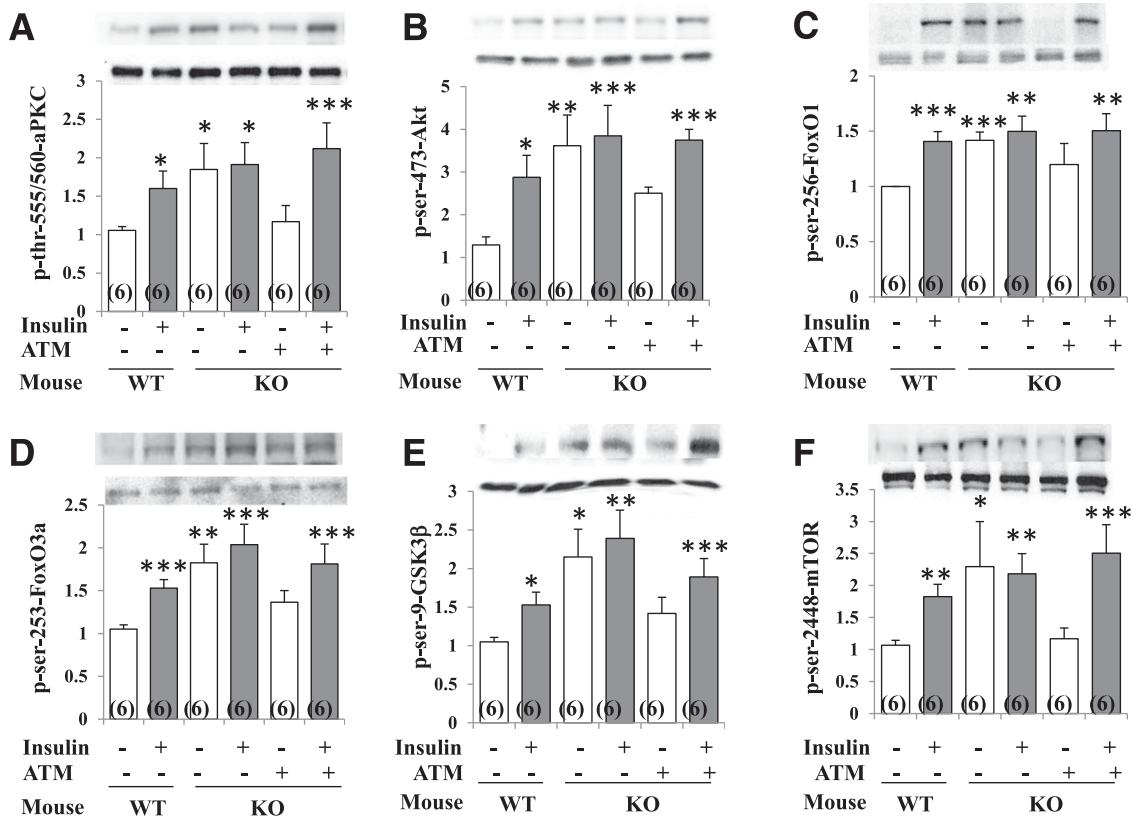 A
B
C
p-thr-555/560-aPKC
3
2.5
2
1.5
1
0.5
0
* * * ***
(6) (6) (6) (6) (6) (6)
Insulin - + - + - +
ATM - - - - + +
Mouse WT KO
p-ser-473-Akt
5
4
3
2
1
0
* ** *** ***
(6) (6) (6) (6) (6) (6)
Insulin - + - + - +
ATM - - - - + +
Mouse WT KO
p-ser-256-FoxO1
2
1.5
1
0.5
0
*** *** ** **
(6) (6) (6) (6) (6) (6)
Insulin - + - + - +
ATM - - - - + +
Mouse WT KO
D
E
F
p-ser-253-FoxO3a
2.5
2
1.5
1
0.5
0
*** ** *** ***
(6) (6) (6) (6) (6) (6)
Insulin - + - + - +
ATM - - - - + +
Mouse WT KO
p-ser-9-GSK3β
3
2.5
2
1.5
1
0.5
0
* * ** ***
(6) (6) (6) (6) (6) (6)
Insulin - + - + - +
ATM - - - - + +
Mouse WT KO
p-ser-2448-mTOR
3.5
3
2.5
2
1.5
1
0.5
0
** * ** ***
(6) (6) (6) (6) (6) (6)
Insulin - + - + - +
ATM - - - - + +
Mouse WT KO